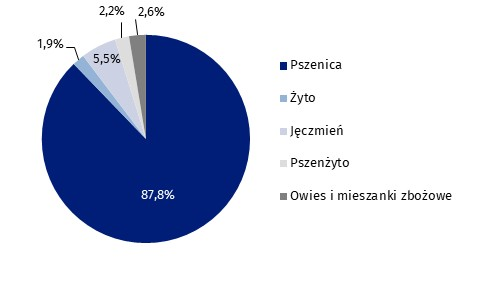 2,2%
2,6%
1,9%
5,5%
87,8%
Pszenica
Żyto
Jęczmień
Pszenżyto
Owies i mieszanki zbożowe